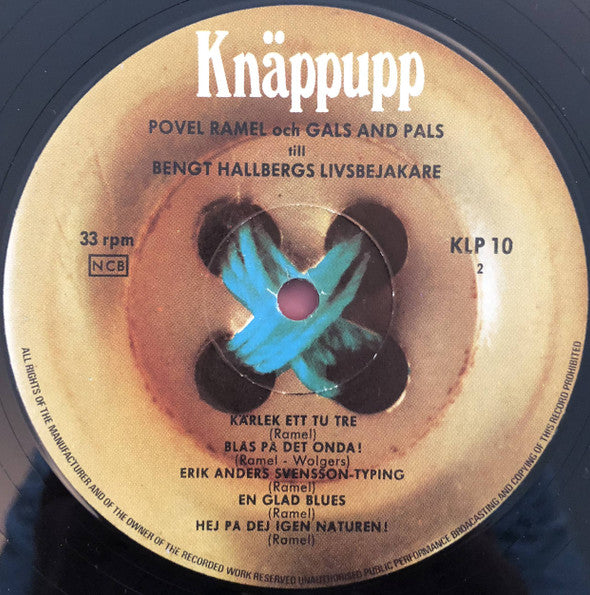 Knäppupp
POVEL RAMEL och GALS AND PALS
till
BENGT HALLBERGS LIVSBEJAKARE
33 rpm
NCB
KLP 10
2
KÄRLEK ETT TU TRE
(Ramel)
BLÅS PÅ DET ONDA!
(Ramel - Wolgers)
ERIK ANDERS SVENSSON-TYPING
(Ramel)
EN GLAD BLUES
(Ramel)
HEJ PÅ DEJ IGEN NATUREN!
(Ramel)
ALL RIGHTS OF THE MANUFACTURER AND OF THE OWNER OF THE RECORDED WORK RESERVED UNAUTHORISED PUBLIC PERFORMANCE BROADCASTING AND COPYING OF THIS RECORD PROHIBITED